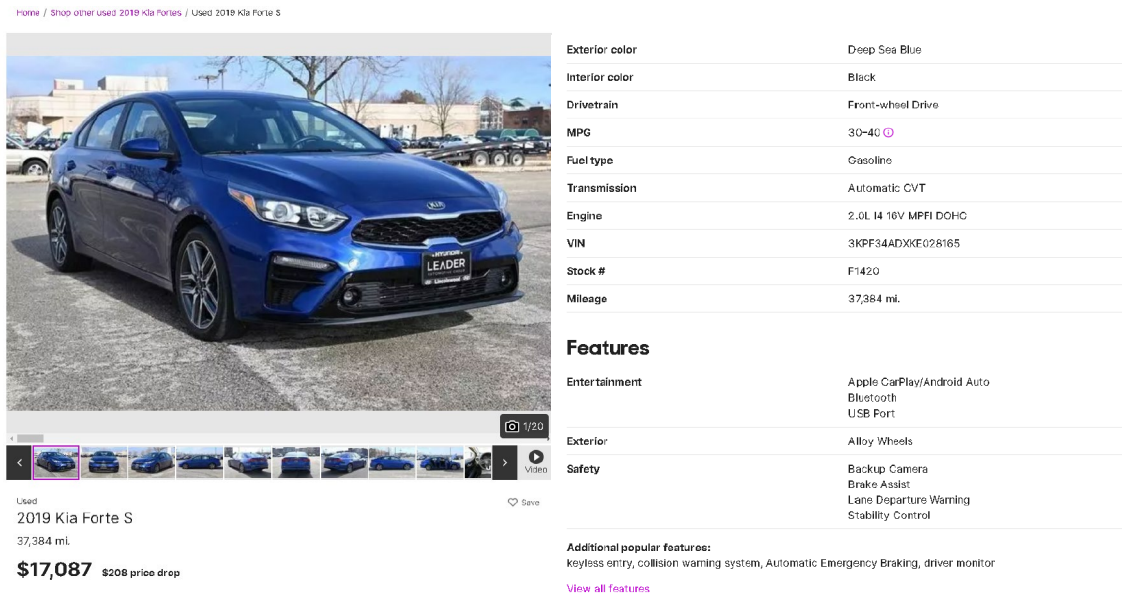 Home / Shop other used 2019 Kia Fortes / Used 2019 Kia Forte S
KIA
HYUNDAI
LEADER
AUTOMOTIVE GROUP
Lincolnwood
1/20
Video
Used
Save
2019 Kia Forte S
37,384 mi.
$17,087 $208 price drop
Exterior color Deep Sea Blue
Interior color Black
Drivetrain Front-wheel Drive
MPG 30–40
Fuel type Gasoline
Transmission Automatic CVT
Engine 2.0L I4 16V MPFI DOHC
VIN 3KPF34ADXKE028165
Stock # F1420
Mileage 37,384 mi.
Features
Entertainment Apple CarPlay/Android Auto
Bluetooth
USB Port
Exterior Alloy Wheels
Safety Backup Camera
Brake Assist
Lane Departure Warning
Stability Control
Additional popular features:
keyless entry, collision warning system, Automatic Emergency Braking, driver monitor
View all features